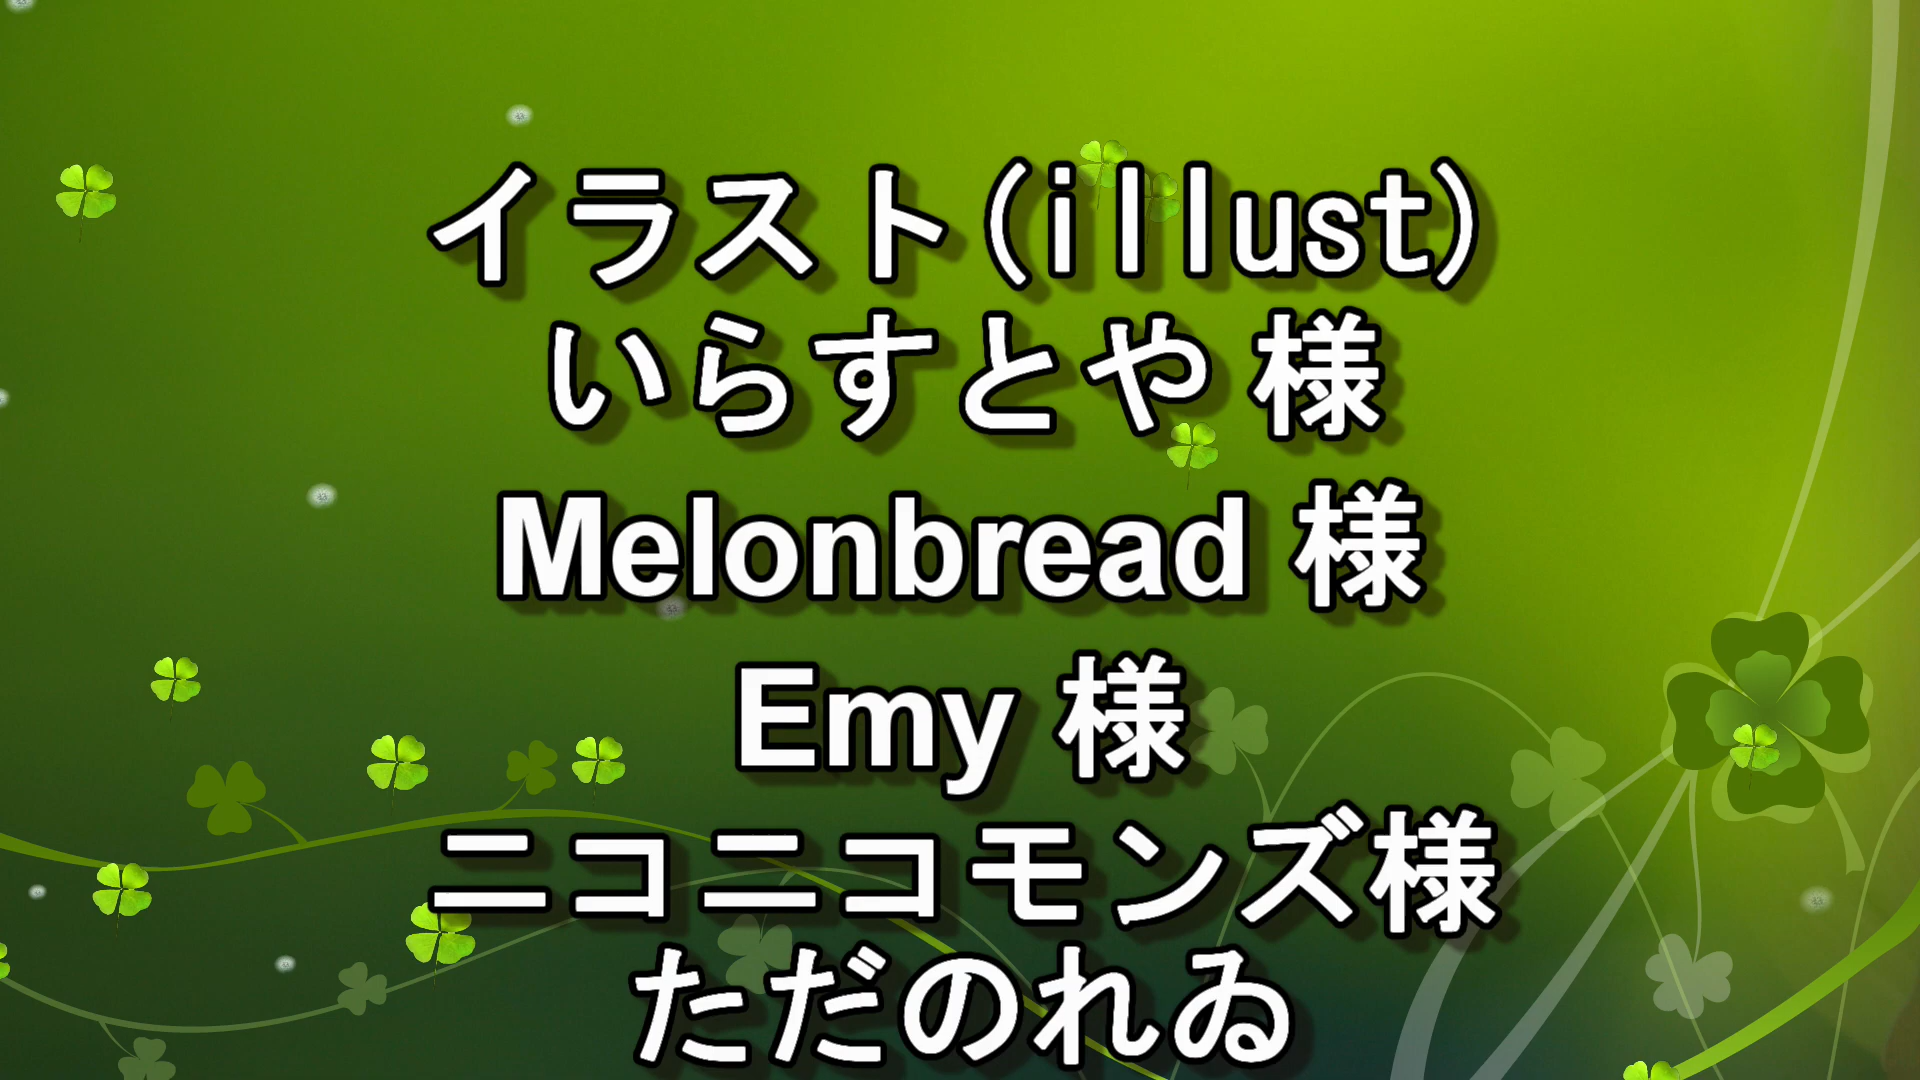 イラスト(illust)
いらすとや 様
Melonbread 様
Emy 様
ニコニコモンズ様
ただのれゐ